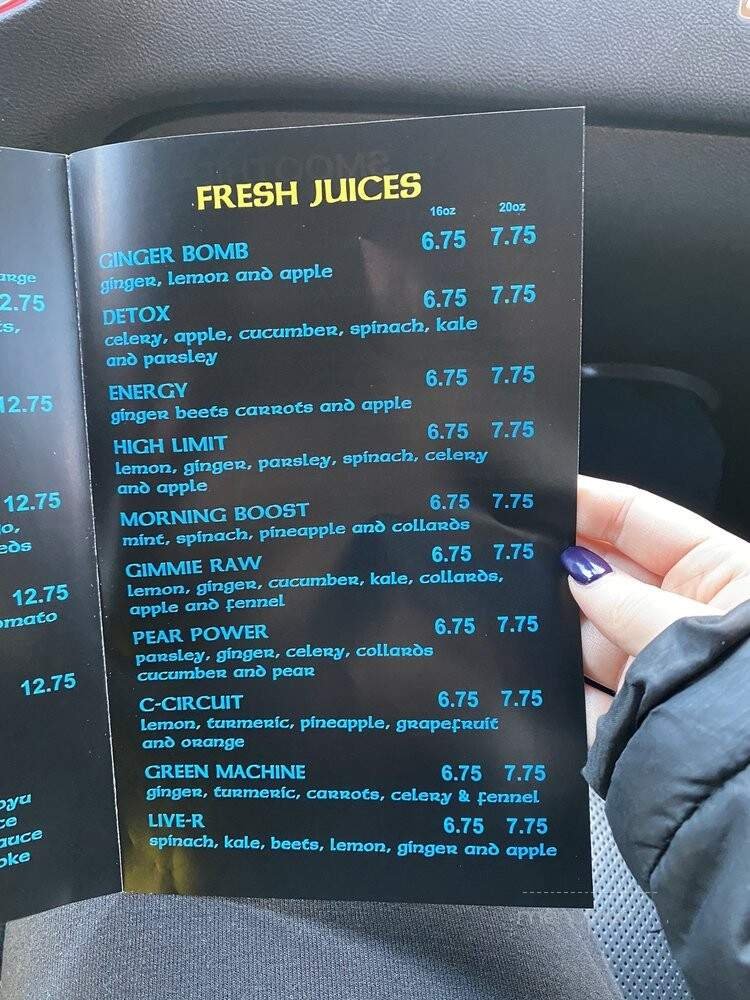 FRESH JUICES
16oz 20oz
GINGER BOMB 6.75 7.75
ginger, lemon and apple
DETOX 6.75 7.75
celery, apple, cucumber, spinach, kale
and parsley
ENERGY 6.75 7.75
ginger beets carrots and apple
HIGH LIMIT 6.75 7.75
lemon, ginger, parsley, spinach, celery
and apple
MORNING BOOST 6.75 7.75
mint, spinach, pineapple and collards
GIMMIE RAW 6.75 7.75
lemon, ginger, cucumber, kale, collards,
apple and fennel
PEAR POWER 6.75 7.75
parsley, ginger, celery, collards
cucumber and pear
C-CIRCUIT 6.75 7.75
Lemon, turmeric, pineapple, grapefruit
and orange
GREEN MACHINE 6.75 7.75
ginger, turmeric, carrots, celery & fennel
LIVE-R 6.75 7.75
spinach, kale, beets, lemon, ginger and apple
12.75
12.75
12.75